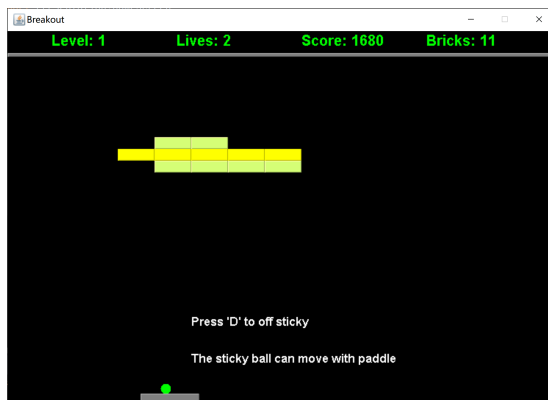 Breakout
Level: 1 Lives: 2 Score: 1680 Bricks: 11
Press 'D' to off sticky
The sticky ball can move with paddle